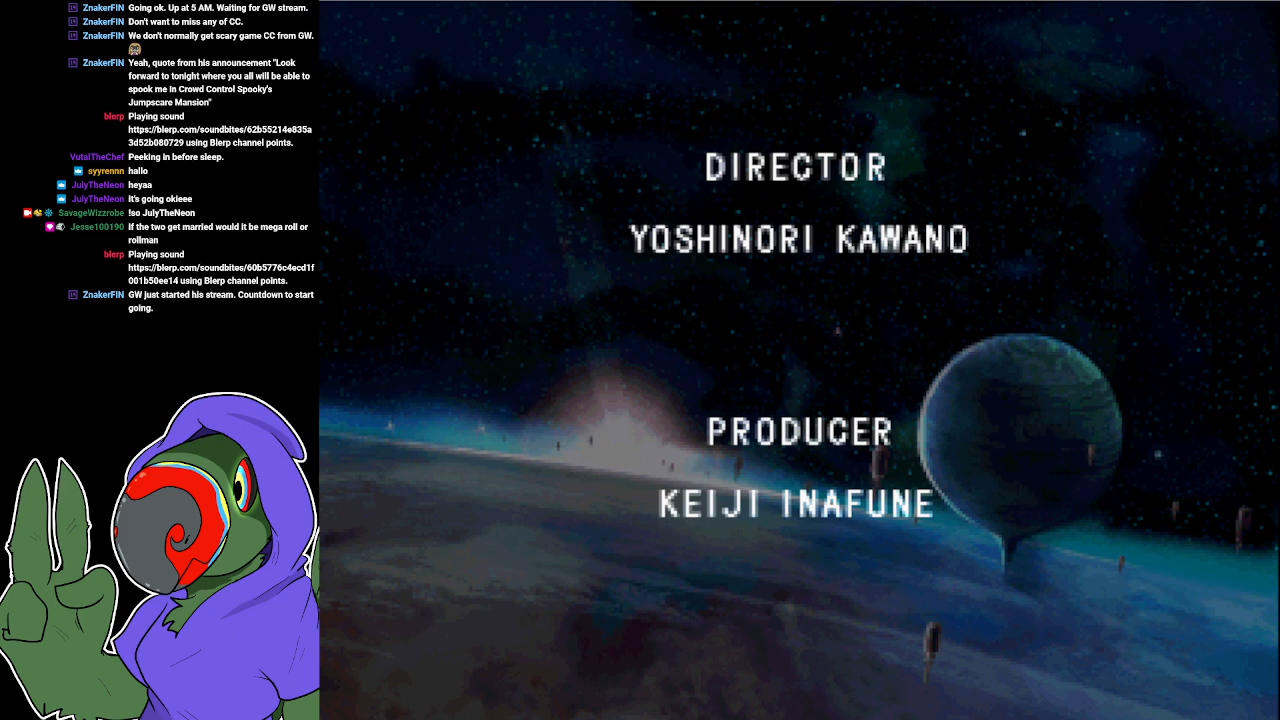 ZnakerFIN Going ok. Up at 5 AM. Waiting for GW stream.
ZnakerFIN Don't want to miss any of CC.
ZnakerFIN We don't normally get scary game CC from GW.
ZnakerFIN Yeah, quote from his announcement "Look
forward to tonight where you all will be able to
spook me in Crowd Control Spooky's
Jumpscare Mansion"
blerp Playing sound
https://blerp.com/soundbites/62b55214e835a
3d52b080729 using Blerp channel points.
VutalTheChef Peeking in before sleep.
syyrennn hallo
JulyTheNeon heyaa
JulyTheNeon it's going okieee
SavageWizzrobe !so JulyTheNeon
Jesse100190 If the two get married would it be mega roll or
rollman
blerp Playing sound
https://blerp.com/soundbites/60b5776c4ecd1f
001b50ee14 using Blerp channel points.
ZnakerFIN GW just started his stream. Countdown to start
going.
DIRECTOR
YOSHINORI KAWANO
PRODUCER
KEIJI INAFUNE